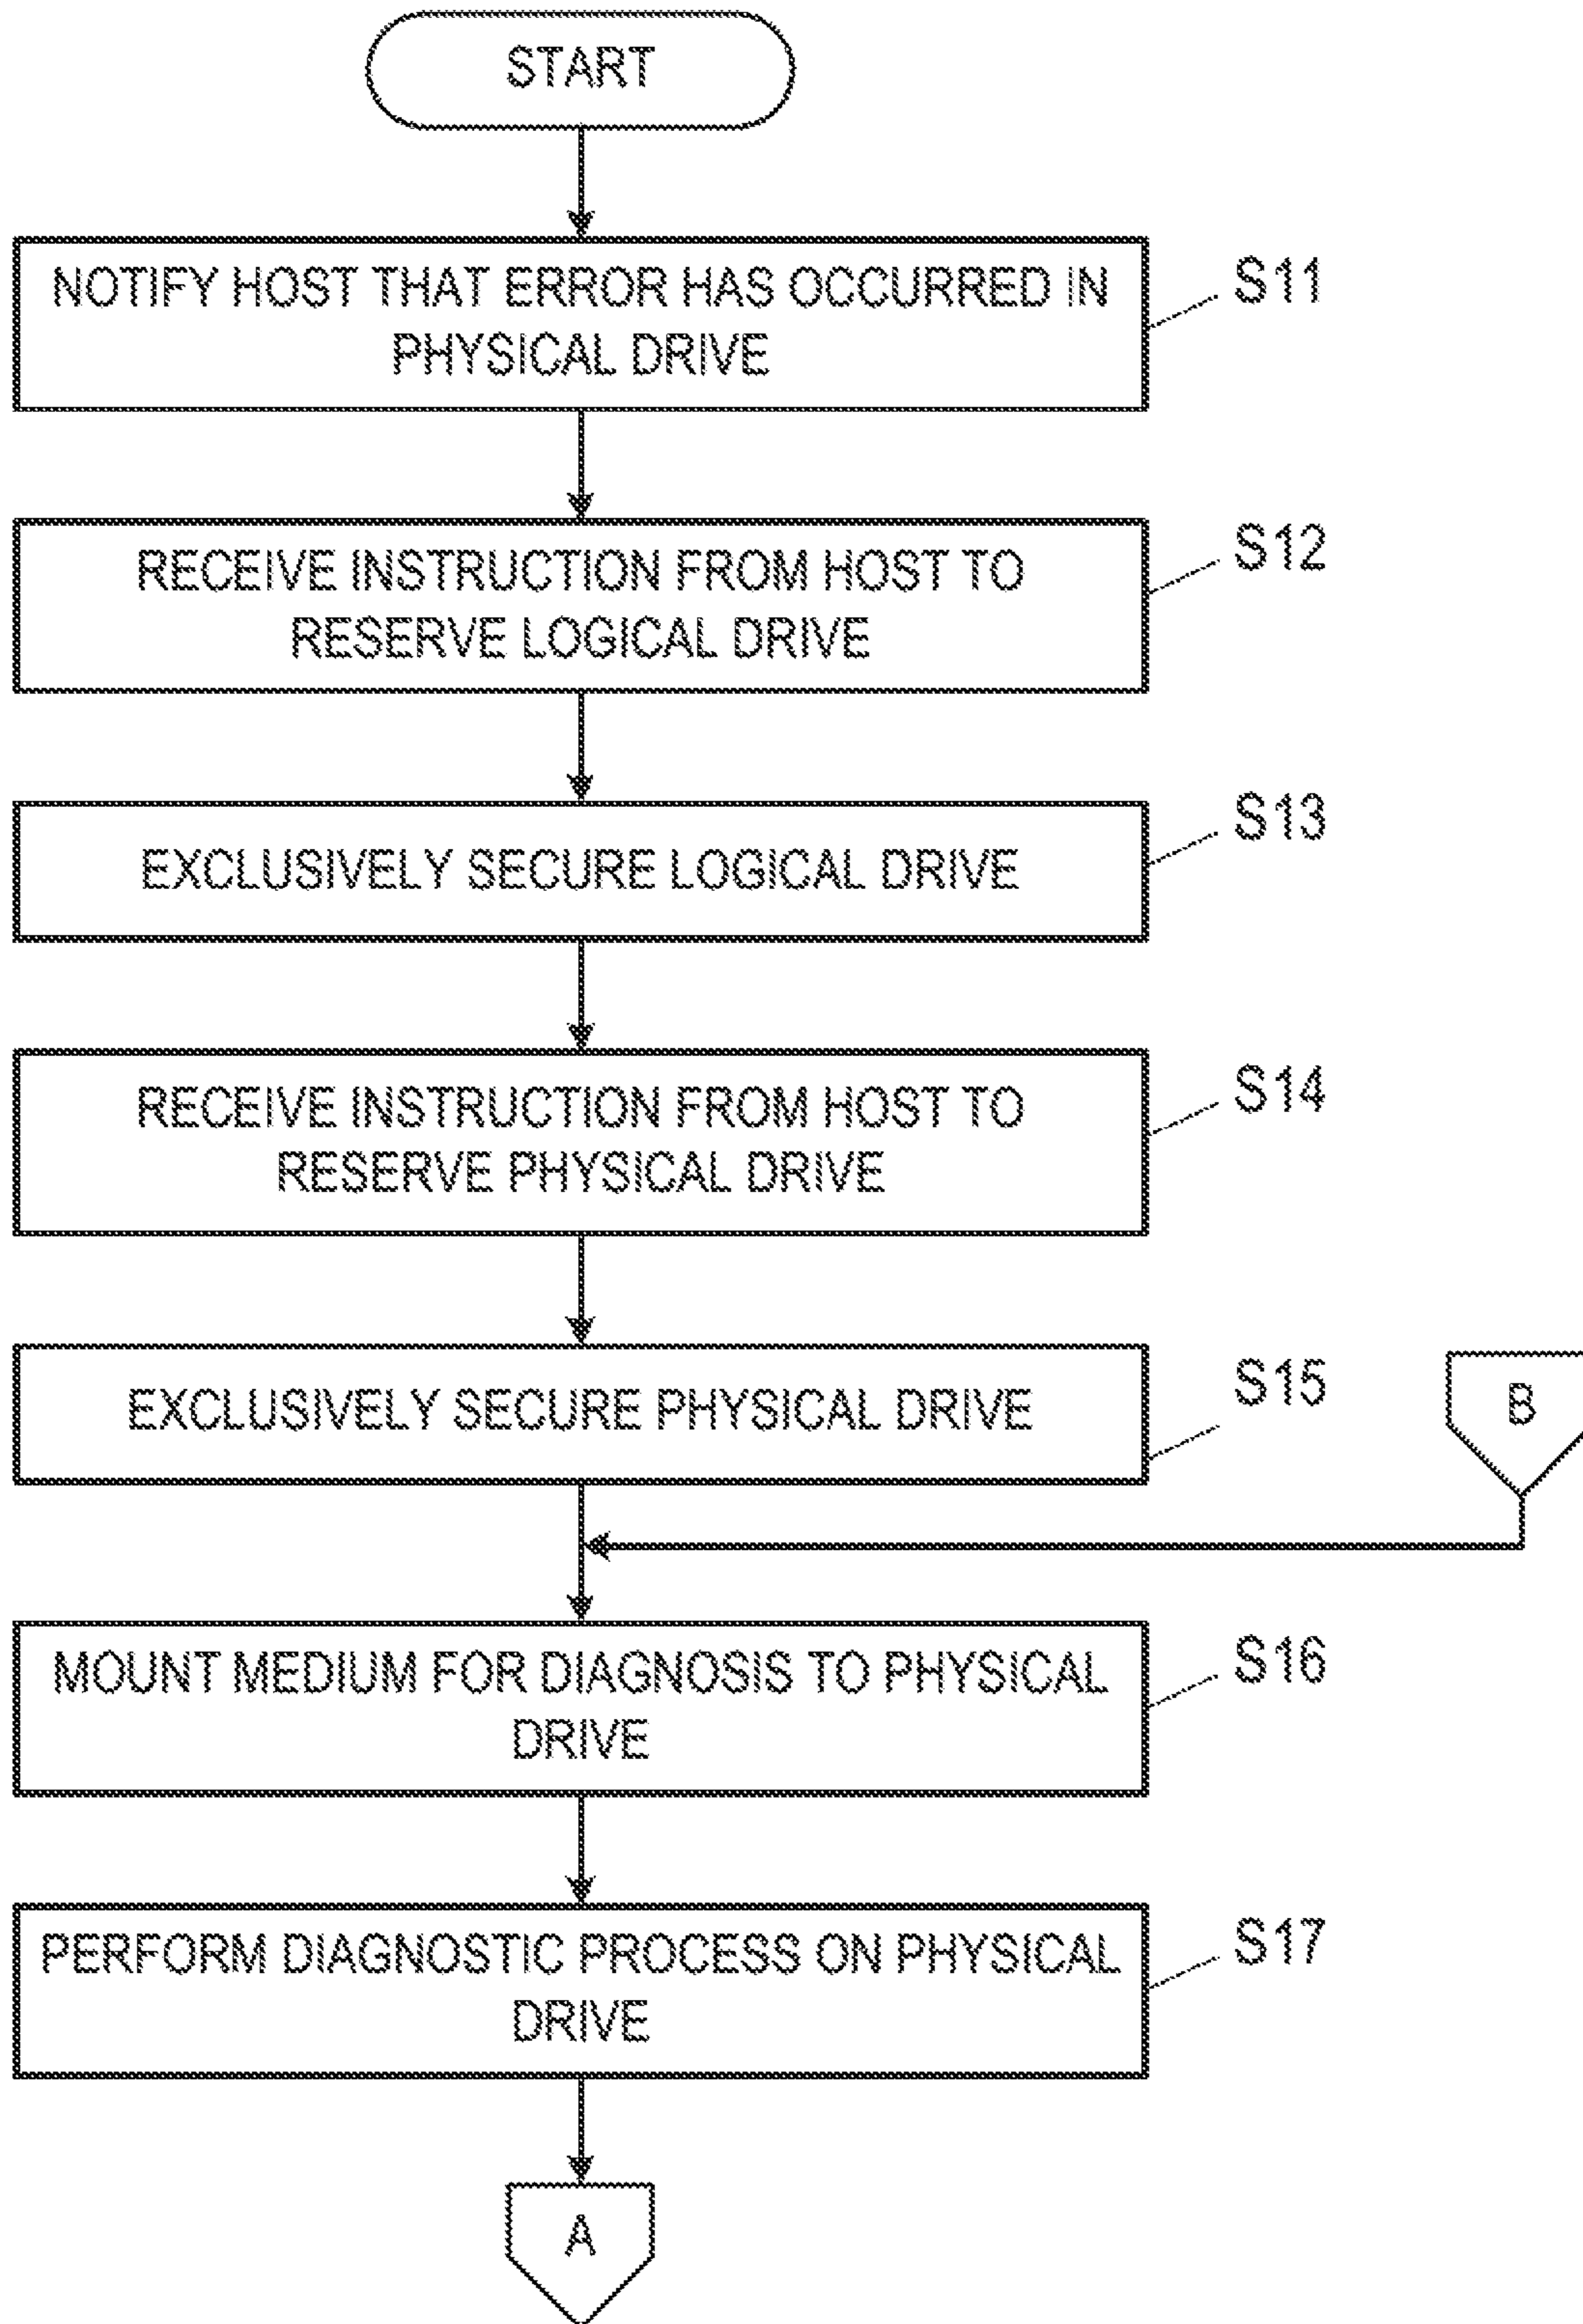 START
NOTIFY HOST THAT ERROR HAS OCCURRED IN
PHYSICAL DRIVE
S11
RECEIVE INSTRUCTION FROM HOST TO
RESERVE LOGICAL DRIVE
S12
EXCLUSIVELY SECURE LOGICAL DRIVE
S13
RECEIVE INSTRUCTION FROM HOST TO
RESERVE PHYSICAL DRIVE
S14
EXCLUSIVELY SECURE PHYSICAL DRIVE
S15
B
MOUNT MEDIUM FOR DIAGNOSIS TO PHYSICAL
DRIVE
S16
PERFORM DIAGNOSTIC PROCESS ON PHYSICAL
DRIVE
S17
A